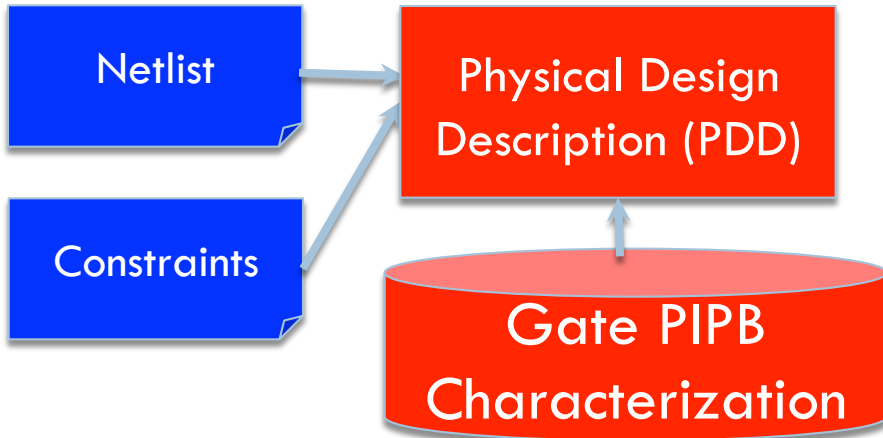 Netlist
Physical Design
Description (PDD)
Constraints
Gate PIPB
Characterization